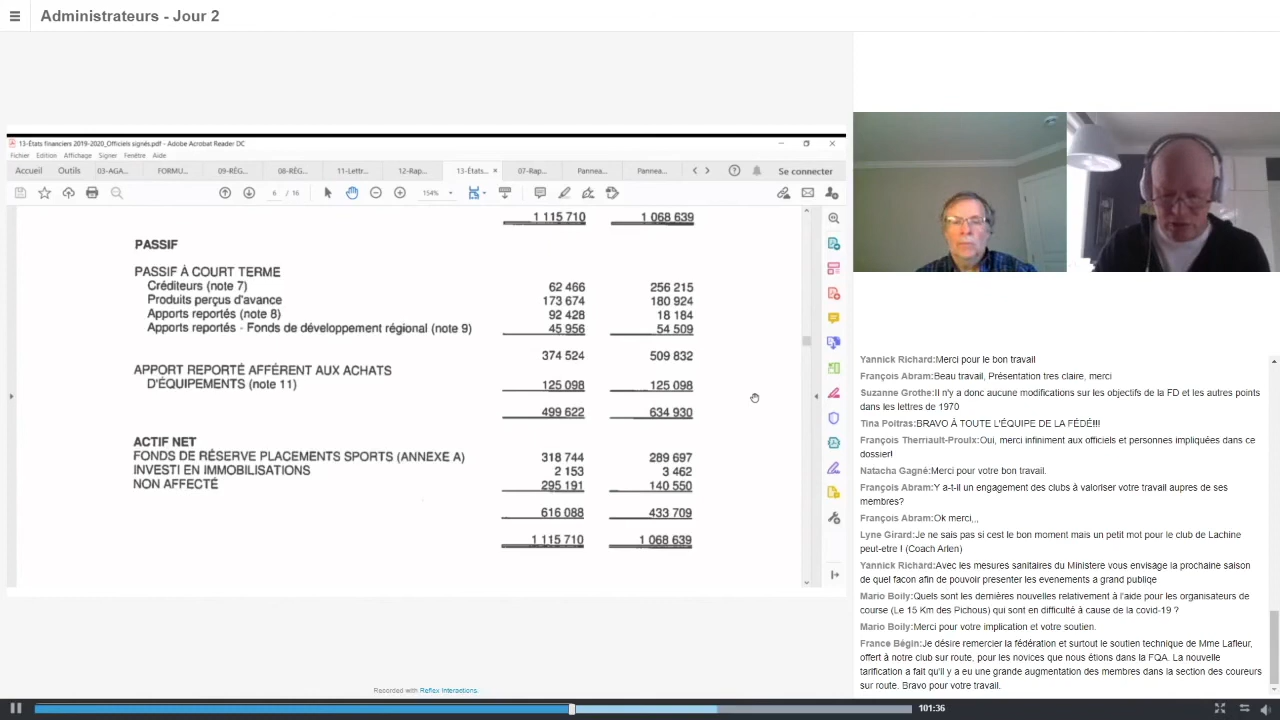 Administrateurs - Jour 2
13-États financiers 2019-2020_Officiels signés.pdf - Adobe Acrobat Reader DC
Fichier Edition Affichage Signer Fenêtre Aide
Accueil Outils 03-AGA... FORMU... 09-RÉG... 08-RÉG... 11-Lettr... 12-Rap... 13-États... × 07-Rap... Pannea... Pannea... Se connecter
6 / 16 154%
1 115 710 1 068 639
PASSIF
PASSIF À COURT TERME
Créditeurs (note 7) 62 466 256 215
Produits perçus d'avance 173 674 180 924
Apports reportés (note 8) 92 428 18 184
Apports reportés - Fonds de développement régional (note 9) 45 956 54 509
374 524 509 832
APPORT REPORTÉ AFFÉRENT AUX ACHATS
D'ÉQUIPEMENTS (note 11) 125 098 125 098
499 622 634 930
ACTIF NET
FONDS DE RÉSERVE PLACEMENTS SPORTS (ANNEXE A) 318 744 289 697
INVESTI EN IMMOBILISATIONS 2 153 3 462
NON AFFECTÉ 295 191 140 550
616 088 433 709
1 115 710 1 068 639
Yannick Richard:Merci pour le bon travail
François Abram:Beau travail, Présentation tres claire, merci
Suzanne Grothe:Il n'y a donc aucune modifications sur les objectifs de la FD et les autres points
dans les lettres de 1970
Tina Poitras:BRAVO À TOUTE L'ÉQUIPE DE LA FÉDÉ!!!
François Therriault-Proulx:Oui, merci infiniment aux officiels et personnes impliquées dans ce
dossier!
Natacha Gagné:Merci pour votre bon travail.
François Abram:Y a-t-il un engagement des clubs à valoriser votre travail aupres de ses
membres?
François Abram:Ok merci,,,
Lyne Girard:Je ne sais pas si cest le bon moment mais un petit mot pour le club de Lachine
peut-etre ! (Coach Arlen)
Yannick Richard:Avec les mesures sanitaires du Ministere vous envisage la prochaine saison
de quel facon afin de pouvoir presenter les evenements a grand publiqe
Mario Boily:Quels sont les dernières nouvelles relativement à l'aide pour les organisateurs de
course (Le 15 Km des Pichous) qui sont en difficulté à cause de la covid-19 ?
Mario Boily:Merci pour votre implication et votre soutien.
France Bégin:Je désire remercier la fédération et surtout le soutien technique de Mme Lafleur,
offert à notre club sur route, pour les novices que nous étions dans la FQA. La nouvelle
tarification a fait qu'il y a eu une grande augmentation des membres dans la section des coureurs
sur route. Bravo pour votre travail.
Recorded with Reflex Interactions.
101:36